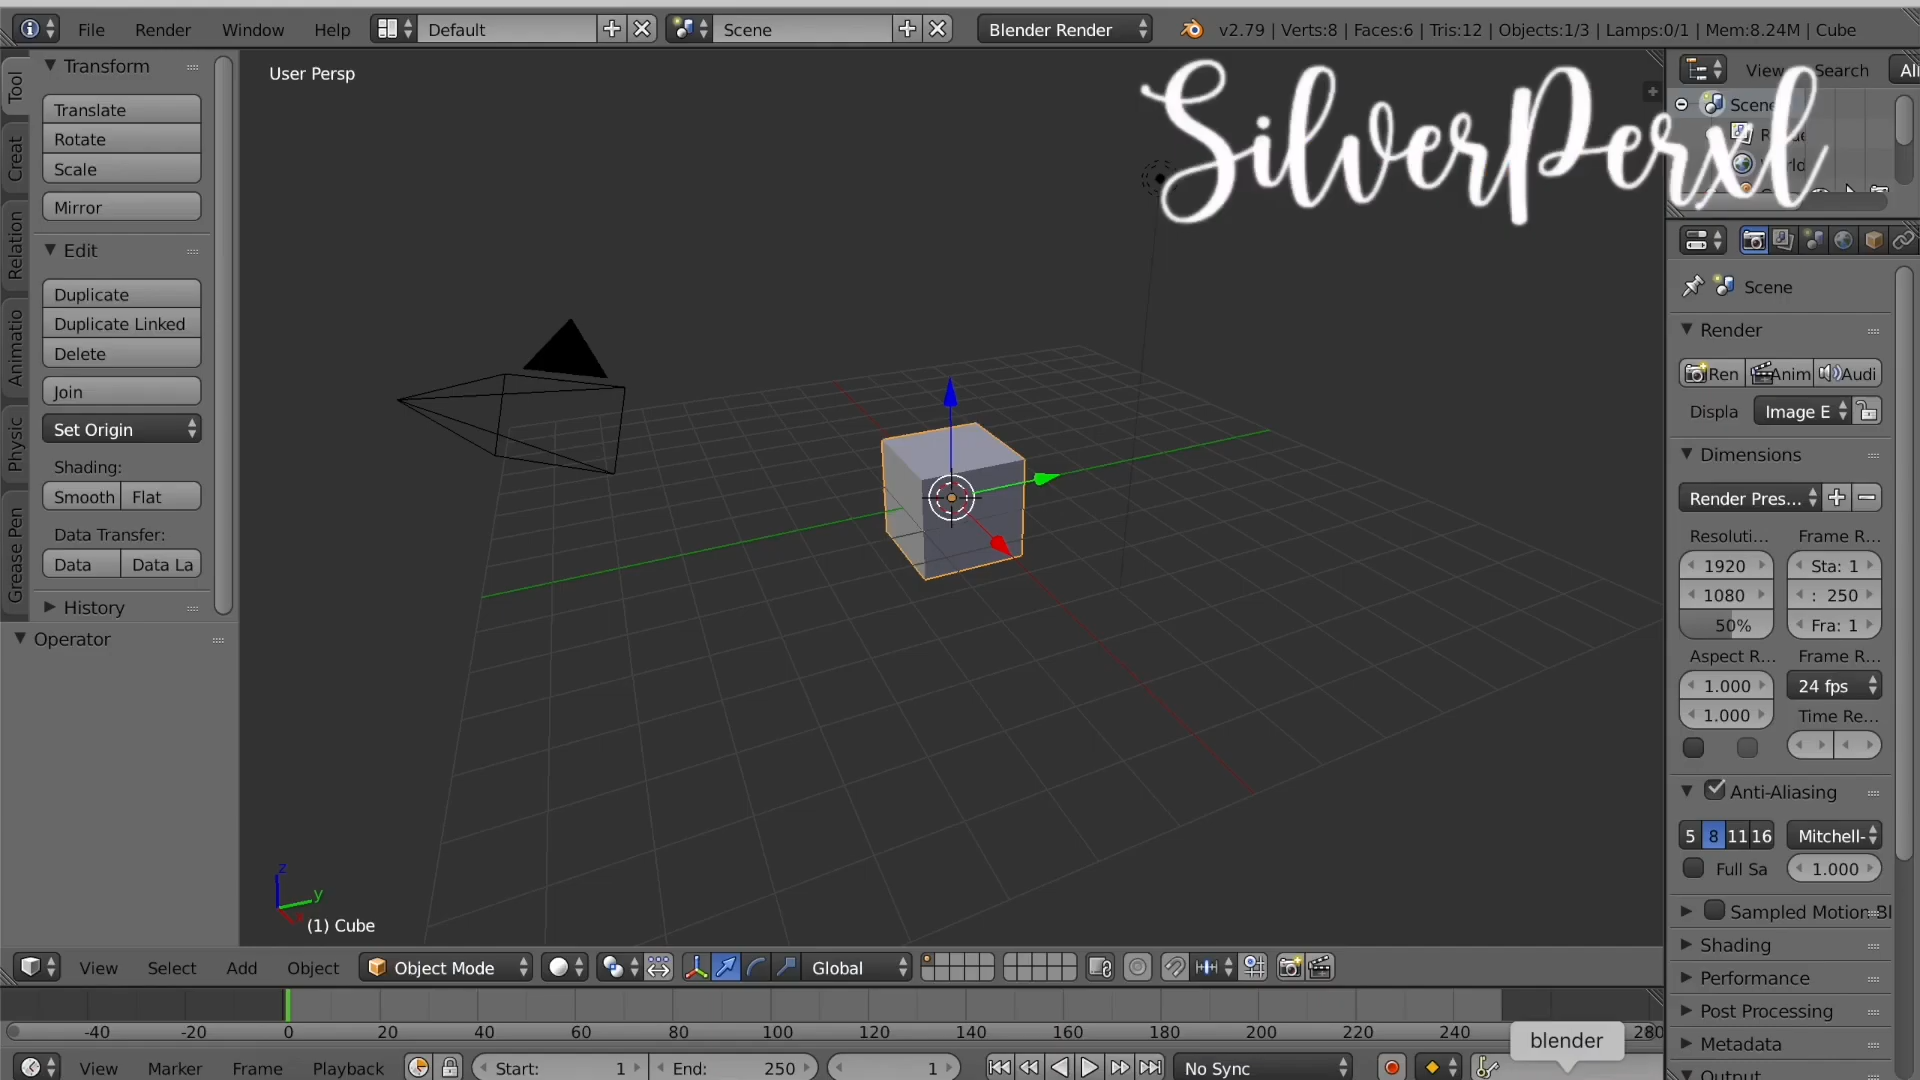 File Render Window Help Default Scene Blender Render v2.79 | Verts:8 | Faces:6 | Tris:12 | Objects:1/3 | Lamps:0/1 | Mem:8.24M | Cube
SilverPerxl
User Persp
Tool
Creat
Relation
Animatio
Physic
Grease Pen
Transform
Translate
Rotate
Scale
Mirror
Edit
Duplicate
Duplicate Linked
Delete
Join
Set Origin
Shading:
Smooth Flat
Data Transfer:
Data Data La
History
Operator
View Search Al
Scene
Scene
Render
Ren Anim Audi
Displa Image E
Dimensions
Render Pres...
Resoluti... Frame R...
1920 Sta: 1
1080 : 250
50% Fra: 1
Aspect R... Frame R...
1.000 24 fps
1.000 Time Re...
Anti-Aliasing
5 8 11 16 Mitchell-
Full Sa 1.000
Sampled Motion Bl
Shading
Performance
Post Processing
Metadata
Output
z
y
x
(1) Cube
View Select Add Object Object Mode Global
-40 -20 0 20 40 60 80 100 120 140 160 180 200 220 240 280
blender
View Marker Frame Playback Start: 1 End: 250 1 No Sync